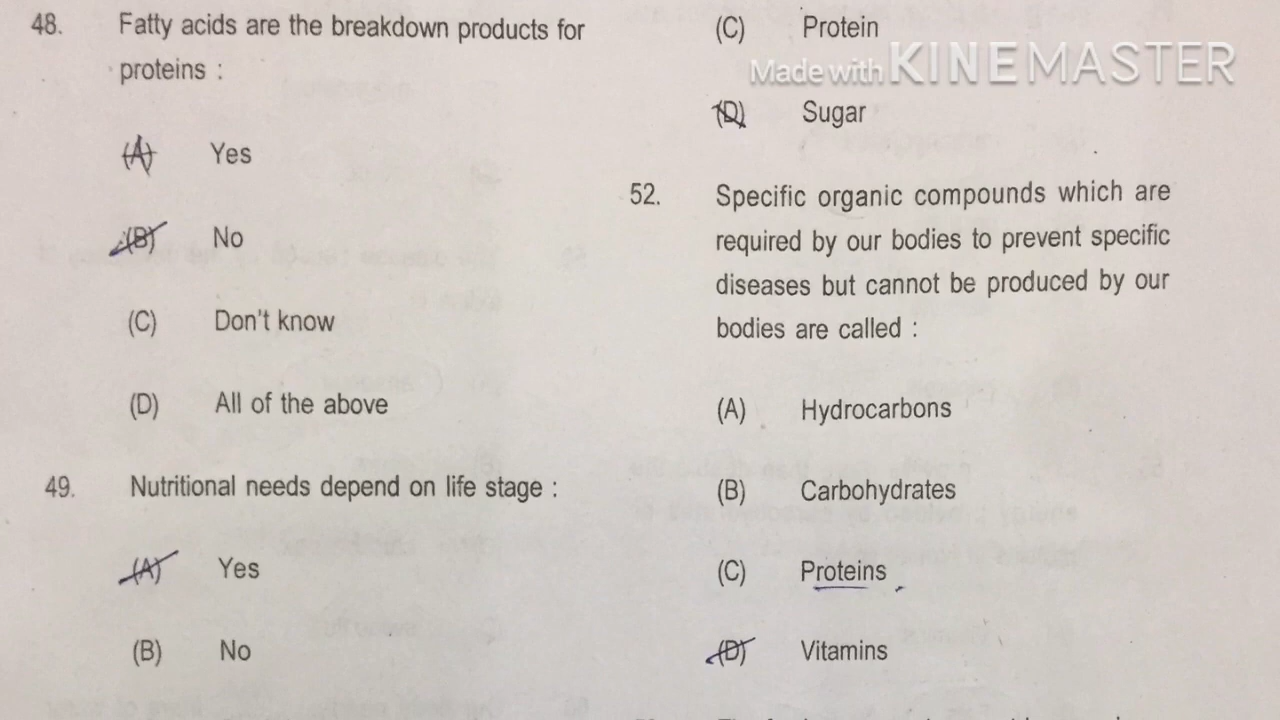 48. Fatty acids are the breakdown products for
proteins :
(A) Yes
(B) No
(C) Don't know
(D) All of the above
49. Nutritional needs depend on life stage :
(A) Yes
(B) No
(C) Protein
Made with KINEMASTER
(D) Sugar
52. Specific organic compounds which are
required by our bodies to prevent specific
diseases but cannot be produced by our
bodies are called :
(A) Hydrocarbons
(B) Carbohydrates
(C) Proteins
(D) Vitamins